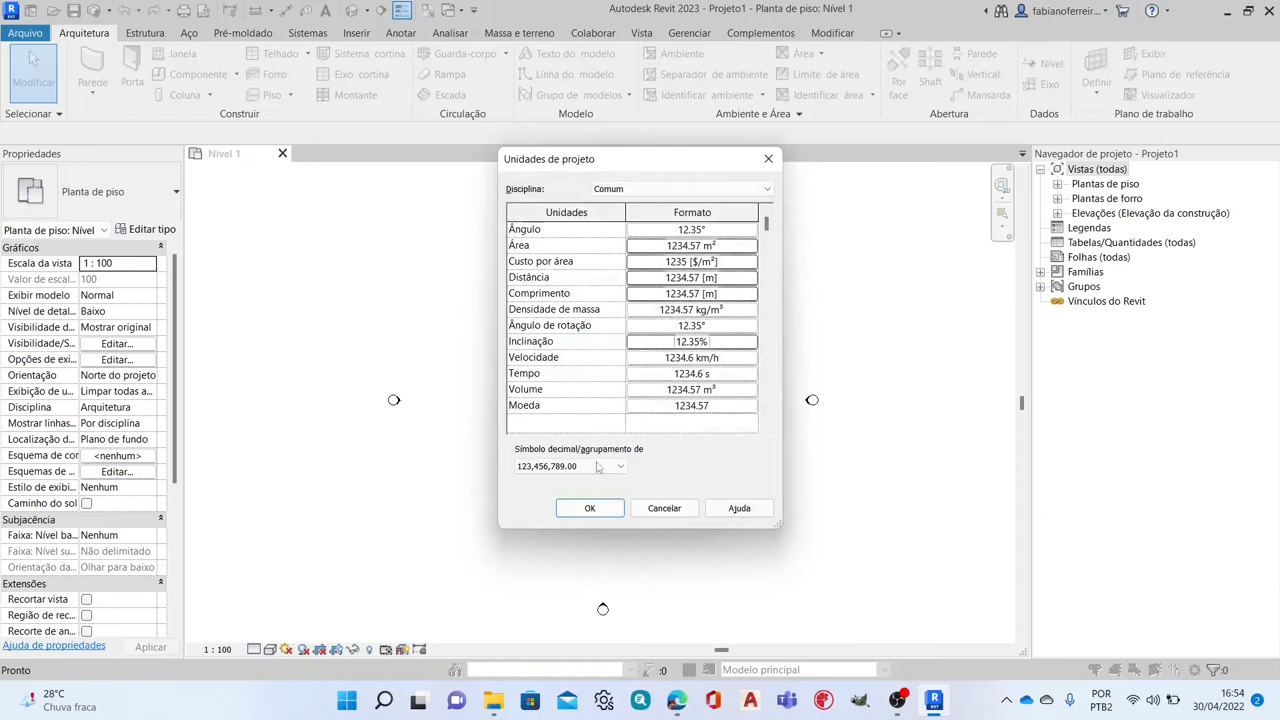 Autodesk Revit 2023 - Projeto1 - Planta de piso: Nível 1
fabianoferreir...
Arquivo Arquitetura Estrutura Aço Pré-moldado Sistemas Inserir Anotar Analisar Massa e terreno Colaborar Vista Gerenciar Complementos Modificar
Modificar
Parede
Porta
Janela
Componente
Coluna
Telhado
Forro
Piso
Sistema cortina
Eixo cortina
Montante
Guarda-corpo
Rampa
Escada
Texto do modelo
Linha do modelo
Grupo de modelos
Ambiente
Separador de ambiente
Identificar ambiente
Área
Limite de área
Identificar área
Por
face
Shaft
Parede
Vertical
Mansarda
Nível
Eixo
Definir
Exibir
Plano de referência
Visualizador
Selecionar Construir Circulação Modelo Ambiente e Área Abertura Dados Plano de trabalho
Propriedades
Planta de piso
Planta de piso: Nível
Editar tipo
Gráficos
Escala da vista 1 : 100
Valor de escal... 100
Exibir modelo Normal
Nível de detal... Baixo
Visibilidade d... Mostrar original
Visibilidade/S... Editar...
Opções de exi... Editar...
Orientação Norte do projeto
Exibição de u... Limpar todas a...
Disciplina Arquitetura
Mostrar linhas... Por disciplina
Localização d... Plano de fundo
Esquema de cor <nenhum>
Esquemas de ... Editar...
Estilo de exibi... Nenhum
Caminho do sol
Subjacência
Faixa: Nível ba... Nenhum
Faixa: Nível su... Não delimitado
Orientação da... Olhar para baixo
Extensões
Recortar vista
Região de rec...
Recorte de an...
Ajuda de propriedades
Aplicar
Nível 1
Unidades de projeto
Disciplina: Comum
Unidades Formato
Ângulo 12.35°
Área 1234.57 m²
Custo por área 1235 [$/m²]
Distância 1234.57 [m]
Comprimento 1234.57 [m]
Densidade de massa 1234.57 kg/m³
Ângulo de rotação 12.35°
Inclinação 12.35%
Velocidade 1234.6 km/h
Tempo 1234.6 s
Volume 1234.57 m³
Moeda 1234.57
Símbolo decimal/agrupamento de
123,456,789.00
OK Cancelar Ajuda
Navegador de projeto - Projeto1
Vistas (todas)
Plantas de piso
Plantas de forro
Elevações (Elevação da construção)
Legendas
Tabelas/Quantidades (todas)
Folhas (todas)
Famílias
Grupos
Vínculos do Revit
1 : 100
Pronto
:0
Modelo principal
:0
28°C
Chuva fraca
POR
PTB2
16:54
30/04/2022
2